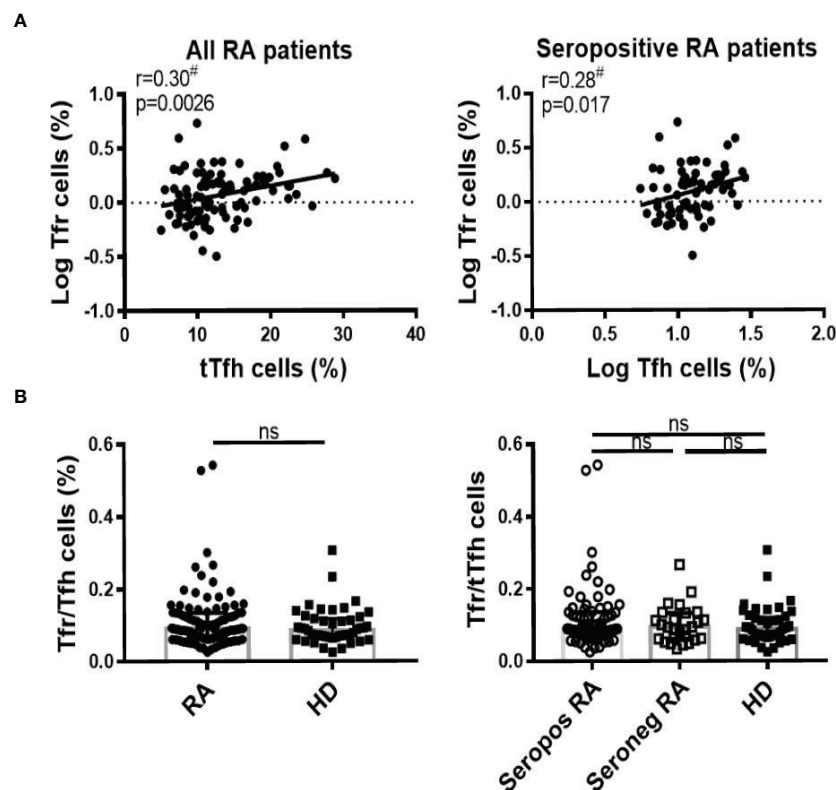 A
All RA patients
r=0.30#
p=0.0026
Log Tfr cells (%)
1.0
0.5
0.0
-0.5
-1.0
0 10 20 30 40
tTfh cells (%)
Seropositive RA patients
r=0.28#
p=0.017
Log Tfr cells (%)
1.0
0.5
0.0
-0.5
-1.0
0.0 0.5 1.0 1.5 2.0
Log Tfh cells (%)
B
ns
Tfr/Tfh cells (%)
0.6
0.4
0.2
0.0
RA HD
ns
ns ns
Tfr/tTfh cells
0.6
0.4
0.2
0.0
Seropos RA Seroneg RA HD